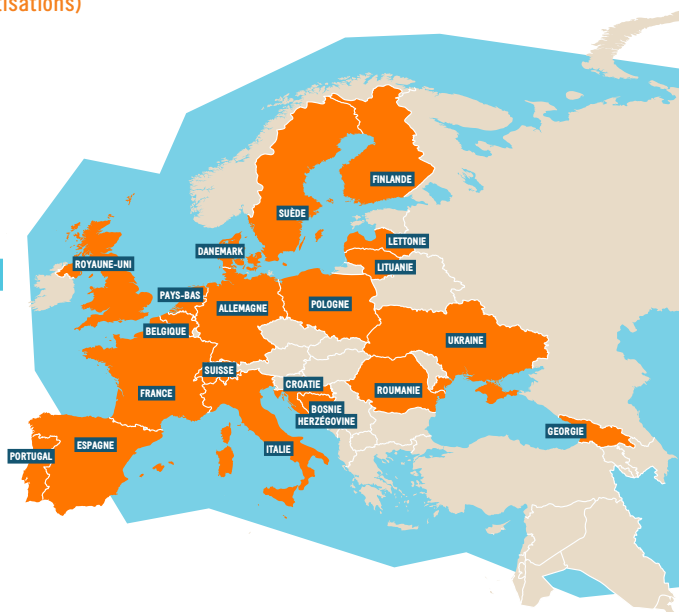 isations)
FINLANDE
SUÈDE
LETTONIE
DANEMARK
ROYAUME-UNI
LITUANIE
PAYS-BAS
ALLEMAGNE
POLOGNE
BELGIQUE
UKRAINE
SUISSE
CROATIE
FRANCE
ROUMANIE
BOSNIE
HERZÉGOVINE
GEORGIE
ESPAGNE
ITALIE
PORTUGAL